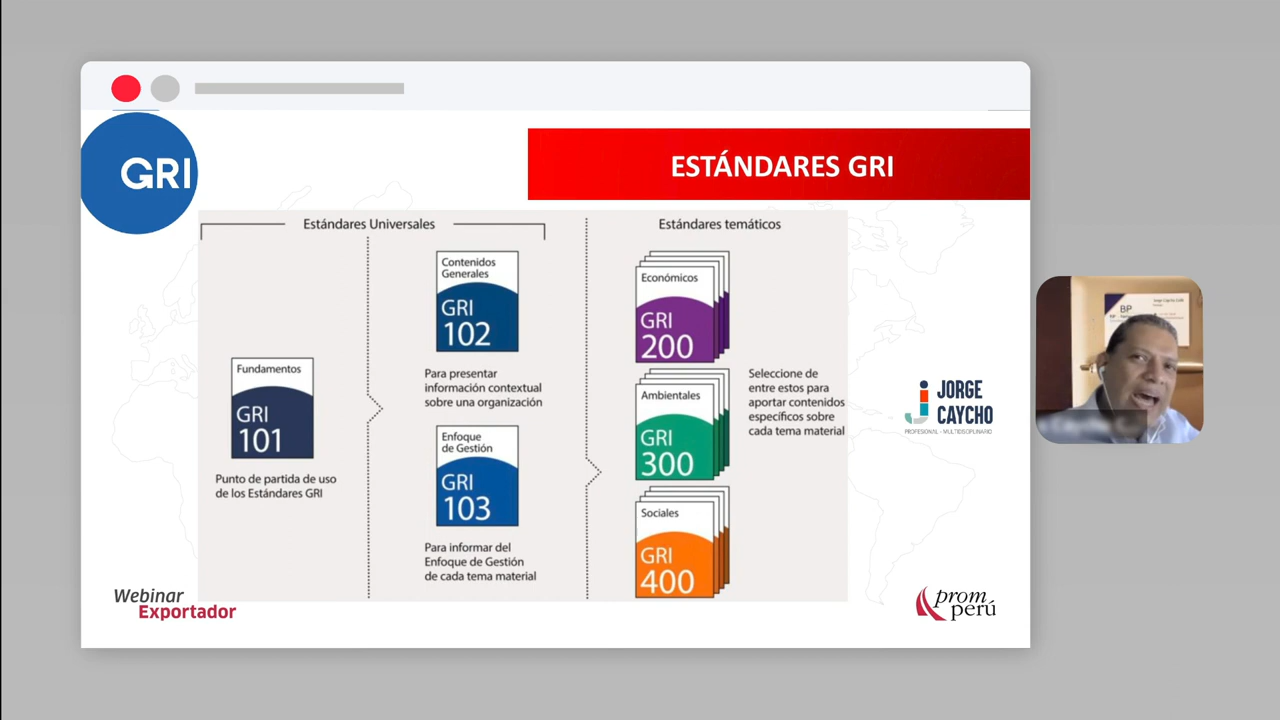 GRI
ESTÁNDARES GRI
Estándares Universales
Estándares temáticos
Fundamentos
GRI
101
Punto de partida de uso
de los Estándares GRI
Contenidos
Generales
GRI
102
Para presentar
información contextual
sobre una organización
Enfoque
de Gestión
GRI
103
Para informar del
Enfoque de Gestión
de cada tema material
Económicos
GRI
200
Ambientales
GRI
300
Sociales
GRI
400
Seleccione de
entre estos para
aportar contenidos
específicos sobre
cada tema material
JORGE
CAYCHO
PROFESIONAL - MULTIDISIPLINARIO
BP
Webinar
Exportador
prom
perú